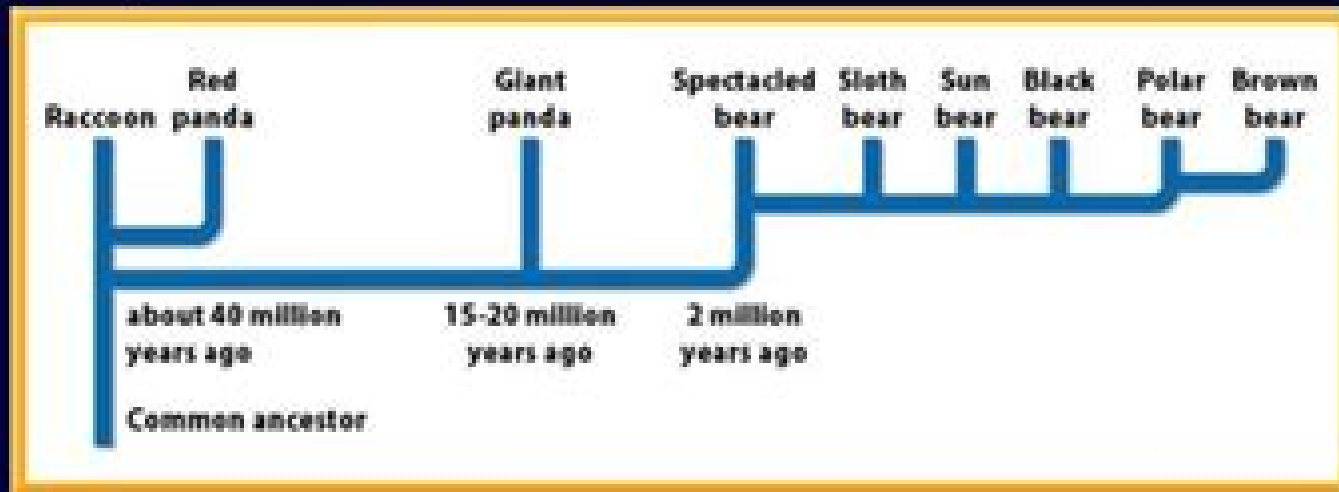 Raccoon
Red
panda
Giant
panda
Spectacled
bear
Sloth
bear
Sun
bear
Black
bear
Polar
bear
Brown
bear
about 40 million
years ago
15-20 million
years ago
2 million
years ago
Common ancestor